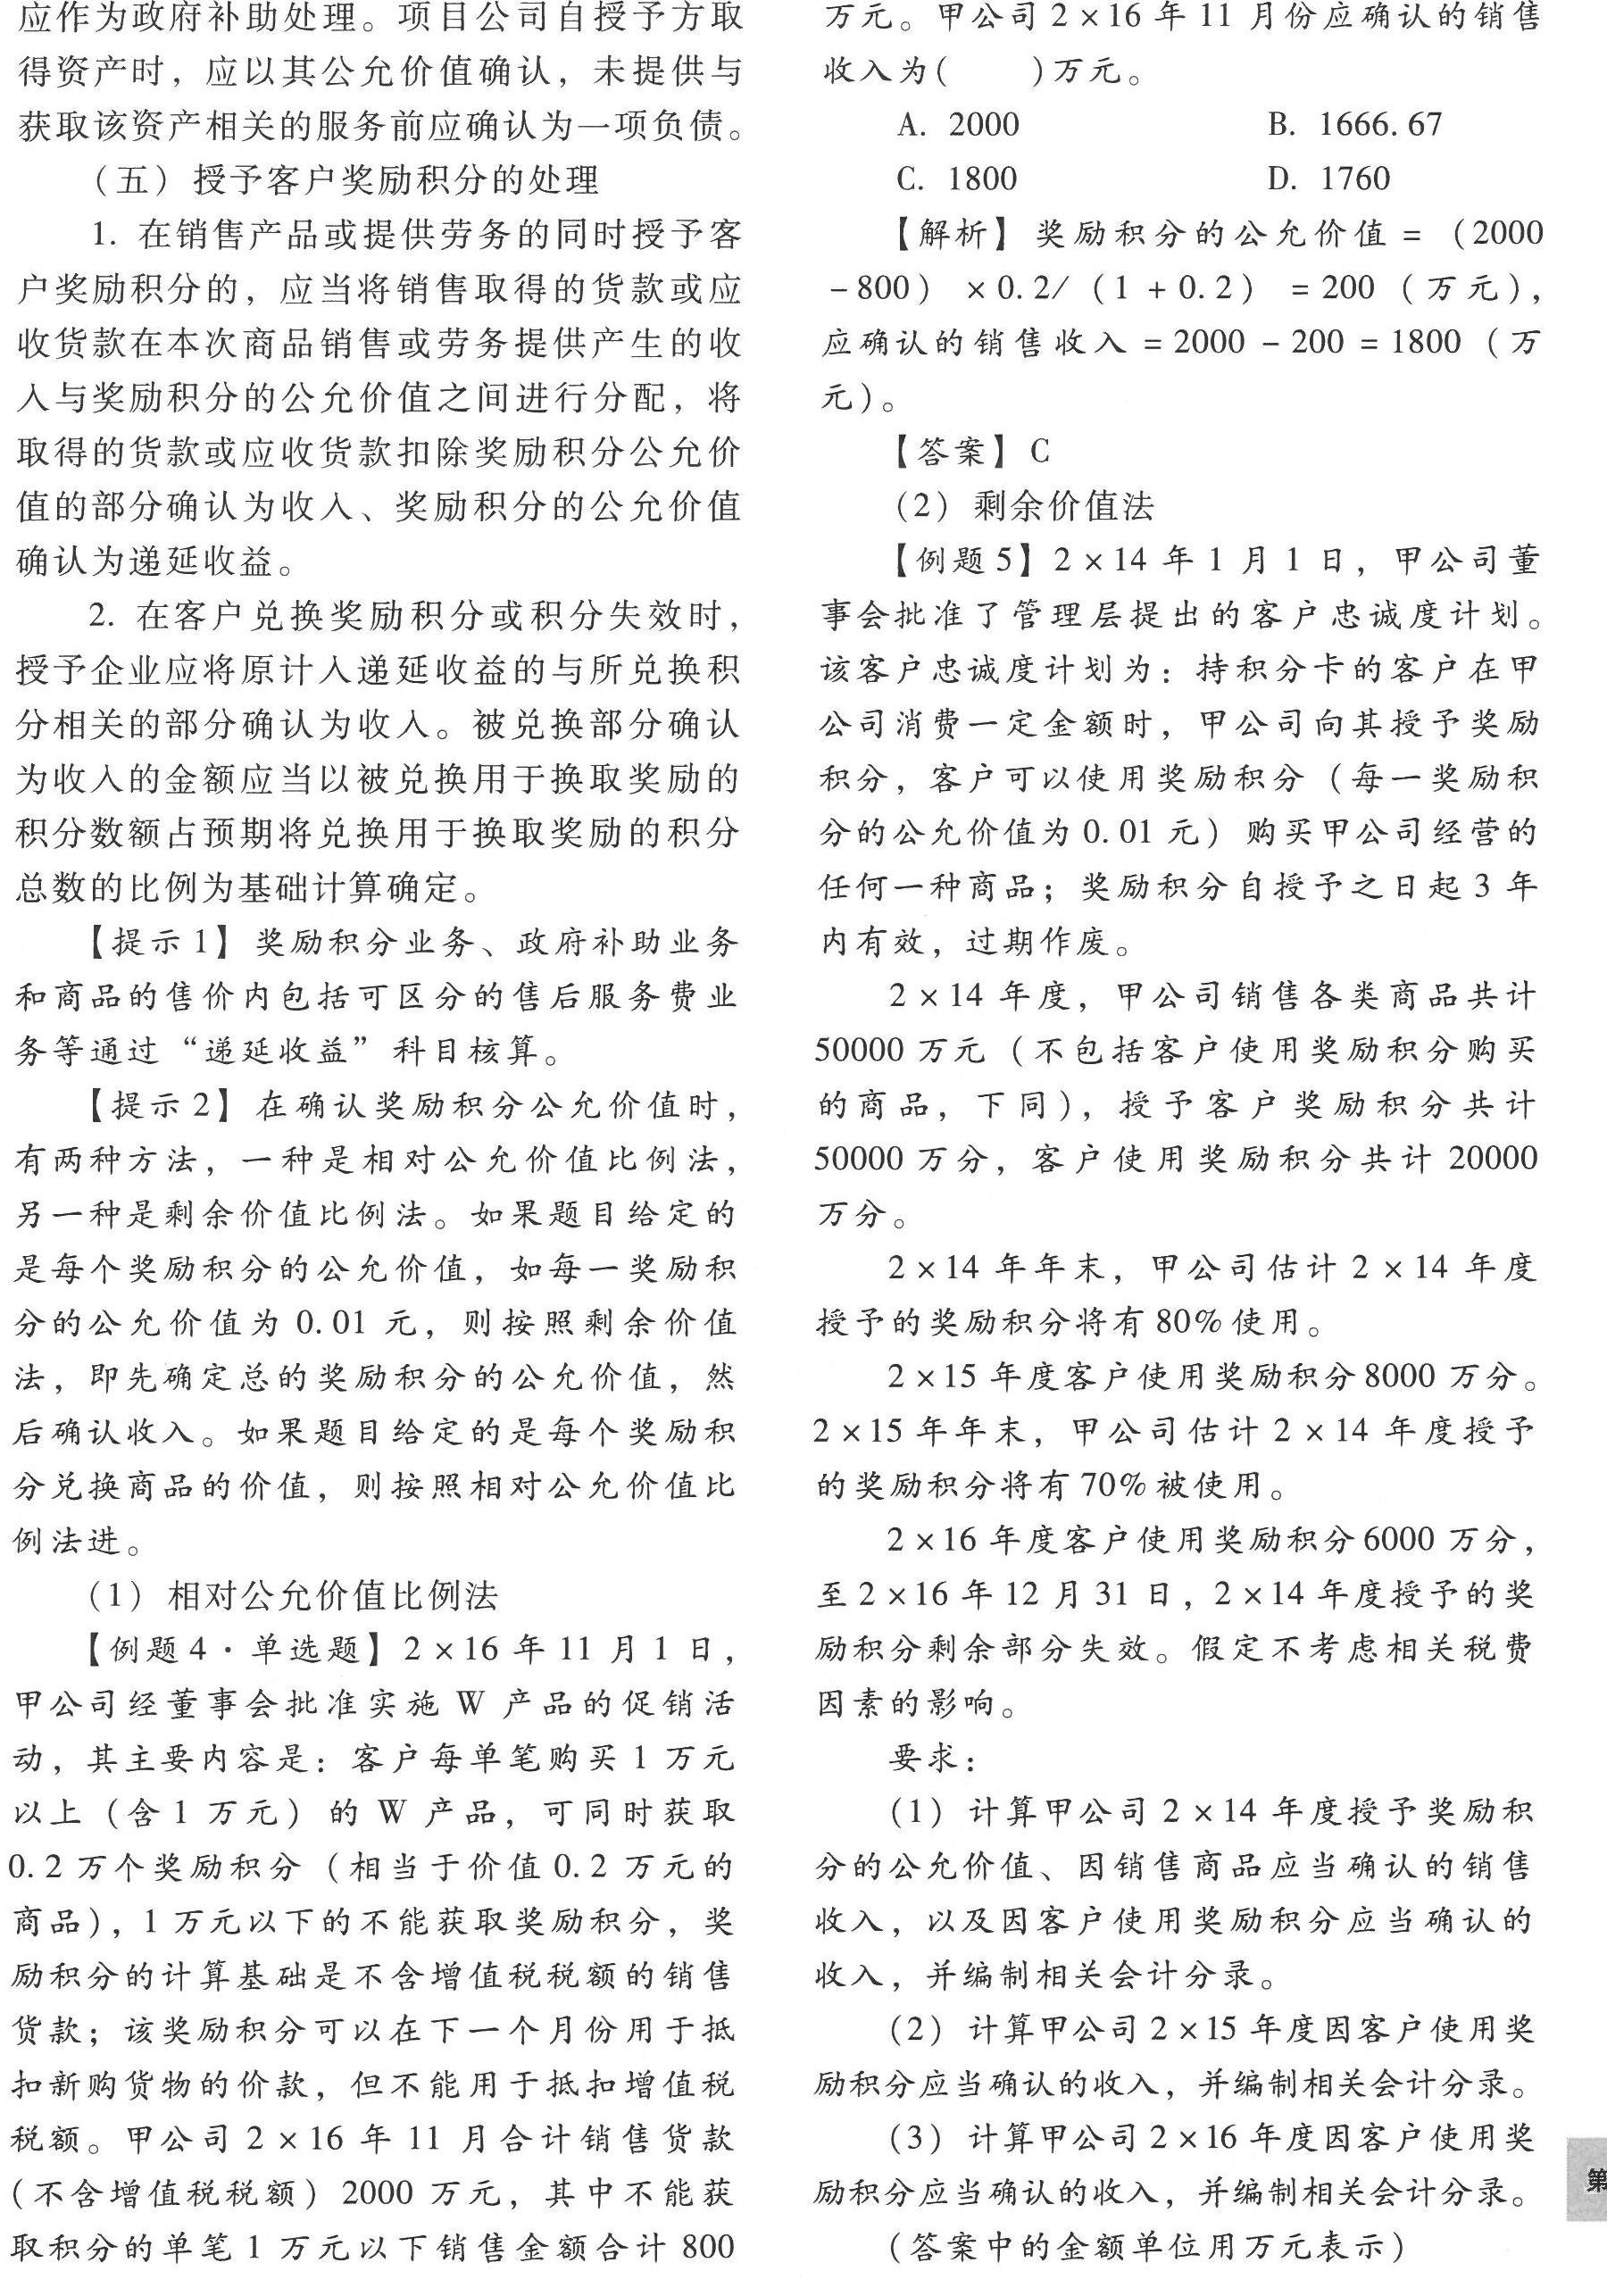 应作为政府补助处理。项目公司自授予方取
得资产时，应以其公允价值确认，未提供与
获取该资产相关的服务前应确认为一项负债。
（五）授予客户奖励积分的处理
1. 在销售产品或提供劳务的同时授予客
户奖励积分的，应当将销售取得的货款或应
收货款在本次商品销售或劳务提供产生的收
入与奖励积分的公允价值之间进行分配，将
取得的货款或应收货款扣除奖励积分公允价
值的部分确认为收入、奖励积分的公允价值
确认为递延收益。
2. 在客户兑换奖励积分或积分失效时，
授予企业应将原计入递延收益的与所兑换积
分相关的部分确认为收入。被兑换部分确认
为收入的金额应当以被兑换用于换取奖励的
积分数额占预期将兑换用于换取奖励的积分
总数的比例为基础计算确定。
【提示1】奖励积分业务、政府补助业务
和商品的售价内包括可区分的售后服务费业
务等通过“递延收益”科目核算。
【提示2】在确认奖励积分公允价值时，
有两种方法，一种是相对公允价值比例法，
另一种是剩余价值比例法。如果题目给定的
是每个奖励积分的公允价值，如每一奖励积
分的公允价值为 0.01 元，则按照剩余价值
法，即先确定总的奖励积分的公允价值，然
后确认收入。如果题目给定的是每个奖励积
分兑换商品的价值，则按照相对公允价值比
例法进。
（1）相对公允价值比例法
【例题4·单选题】2×16 年 11 月 1 日，
甲公司经董事会批准实施 W 产品的促销活
动，其主要内容是：客户每单笔购买 1 万元
以上（含 1 万元）的 W 产品，可同时获取
0.2 万个奖励积分（相当于价值 0.2 万元的
商品），1 万元以下的不能获取奖励积分，奖
励积分的计算基础是不含增值税税额的销售
货款；该奖励积分可以在下一个月份用于抵
扣新购货物的价款，但不能用于抵扣增值税
税额。甲公司 2×16 年 11 月合计销售货款
（不含增值税税额）2000 万元，其中不能获
取积分的单笔 1 万元以下销售金额合计 800
万元。甲公司 2×16 年 11 月份应确认的销售
收入为（　　）万元。
A. 2000　　B. 1666.67
C. 1800　　D. 1760
【解析】奖励积分的公允价值 =（2000
－800）×0.2/（1＋0.2）=200（万元），
应确认的销售收入 =2000－200=1800（万
元）。
【答案】C
（2）剩余价值法
【例题5】2×14 年 1 月 1 日，甲公司董
事会批准了管理层提出的客户忠诚度计划。
该客户忠诚度计划为：持积分卡的客户在甲
公司消费一定金额时，甲公司向其授予奖励
积分，客户可以使用奖励积分（每一奖励积
分的公允价值为 0.01 元）购买甲公司经营的
任何一种商品；奖励积分自授予之日起 3 年
内有效，过期作废。
2×14 年度，甲公司销售各类商品共计
50000 万元（不包括客户使用奖励积分购买
的商品，下同），授予客户奖励积分共计
50000 万分，客户使用奖励积分共计 20000
万分。
2×14 年年末，甲公司估计 2×14 年度
授予的奖励积分将有 80% 使用。
2×15 年度客户使用奖励积分 8000 万分。
2×15 年年末，甲公司估计 2×14 年度授予
的奖励积分将有 70% 被使用。
2×16 年度客户使用奖励积分 6000 万分，
至 2×16 年 12 月 31 日，2×14 年度授予的奖
励积分剩余部分失效。假定不考虑相关税费
因素的影响。
要求：
（1）计算甲公司 2×14 年度授予奖励积
分的公允价值、因销售商品应当确认的销售
收入，以及因客户使用奖励积分应当确认的
收入，并编制相关会计分录。
（2）计算甲公司 2×15 年度因客户使用奖
励积分应当确认的收入，并编制相关会计分录。
（3）计算甲公司 2×16 年度因客户使用奖
励积分应当确认的收入，并编制相关会计分录。
（答案中的金额单位用万元表示）
第